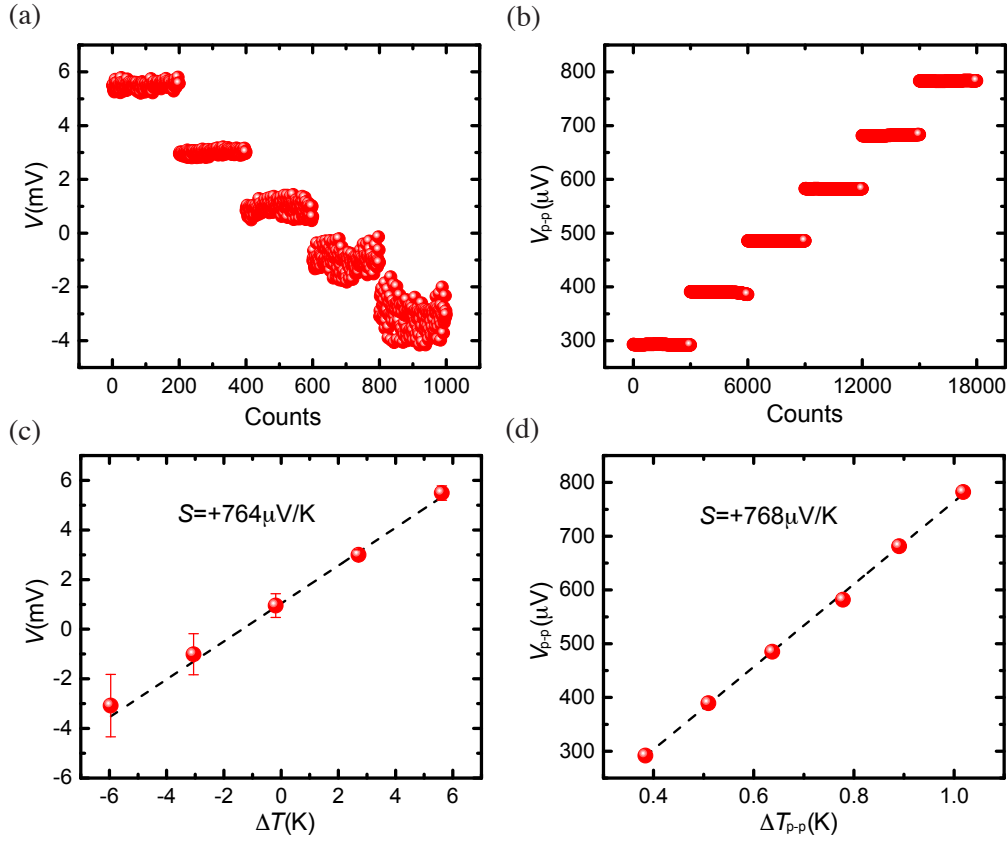 (a)
6
4
2
0
-2
-4
V(mV)
0 200 400 600 800 1000
Counts
(b)
800
700
600
500
400
300
Vp-p(μV)
0 6000 12000 18000
Counts
(c)
6
4
2
0
-2
-4
-6
V(mV)
S=+764μV/K
-6 -4 -2 0 2 4 6
ΔT(K)
(d)
800
700
600
500
400
300
Vp-p(μV)
S=+768μV/K
0.4 0.6 0.8 1.0
ΔTp-p(K)